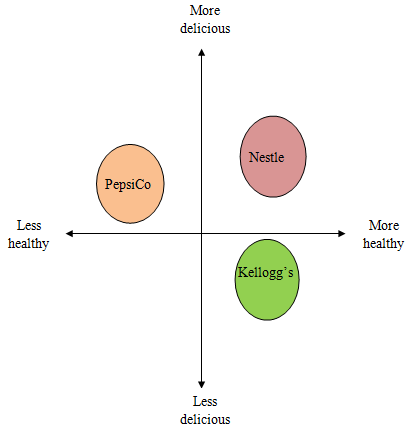 More
delicious
Nestle
PepsiCo
Less
healthy
More
healthy
Kellogg's
Less
delicious